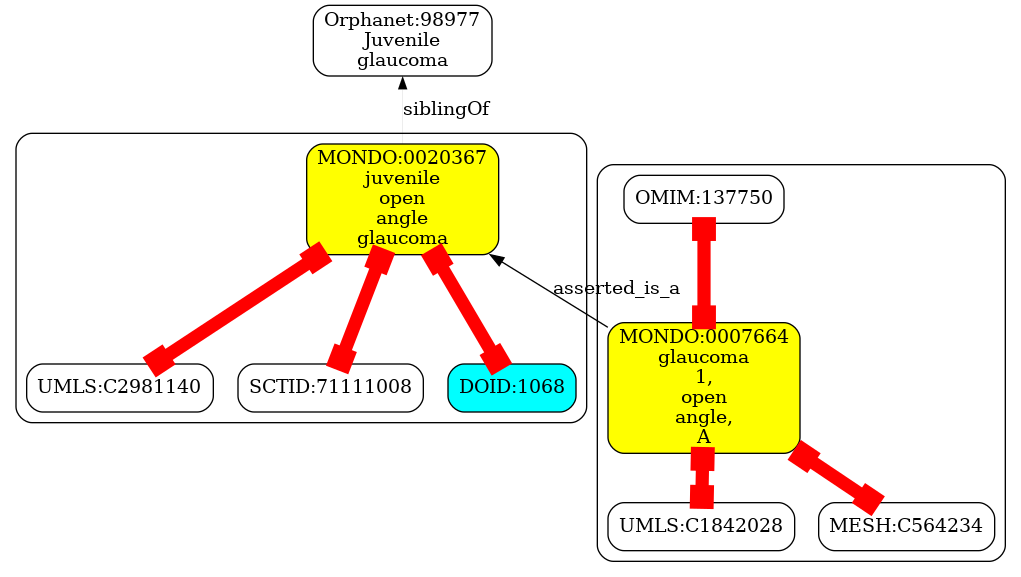 Orphanet:98977
Juvenile
glaucoma
siblingOf
MONDO:0020367
juvenile
open
angle
glaucoma
OMIM:137750
asserted_is_a
MONDO:0007664
glaucoma
1,
open
angle,
A
UMLS:C2981140
SCTID:71111008
DOID:1068
UMLS:C1842028
MESH:C564234